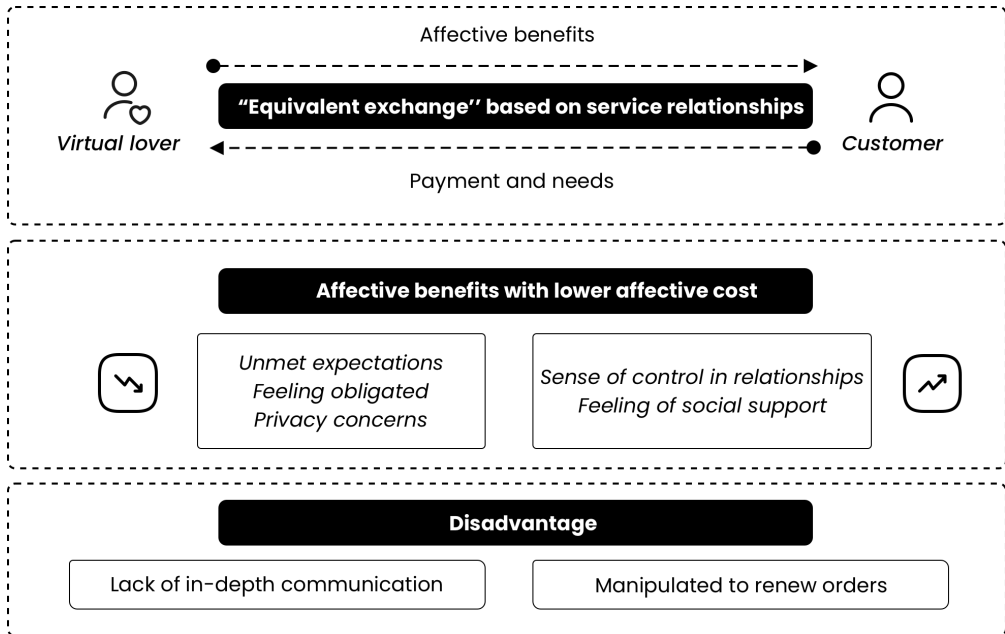 Affective benefits
“Equivalent exchange’’ based on service relationships
Virtual lover
Customer
Payment and needs
Affective benefits with lower affective cost
Unmet expectations
Feeling obligated
Privacy concerns
Sense of control in relationships
Feeling of social support
Disadvantage
Lack of in-depth communication
Manipulated to renew orders